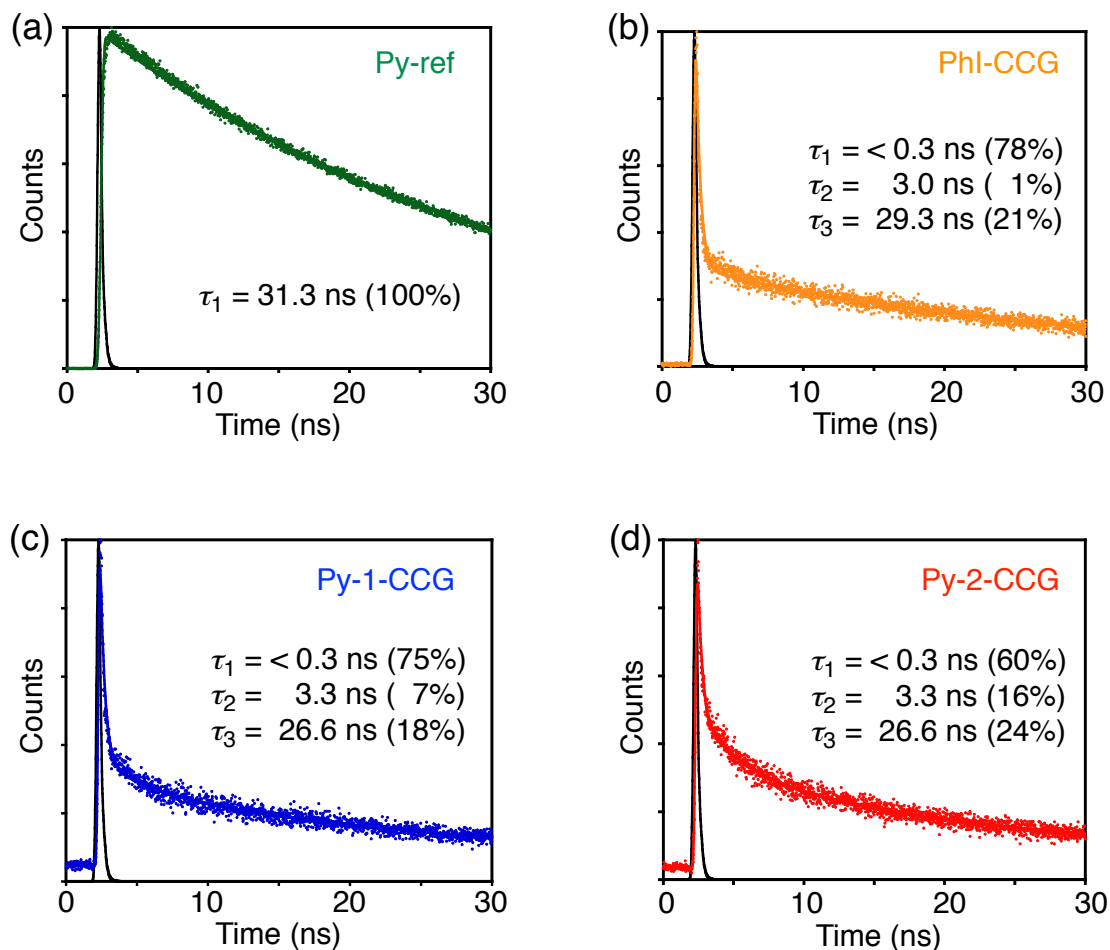 (a)
Py-ref
τ1 = 31.3 ns (100%)
Counts
0 10 20 30
Time (ns)
(b)
PhI-CCG
τ1 = < 0.3 ns (78%)
τ2 = 3.0 ns ( 1%)
τ3 = 29.3 ns (21%)
Counts
0 10 20 30
Time (ns)
(c)
Py-1-CCG
τ1 = < 0.3 ns (75%)
τ2 = 3.3 ns ( 7%)
τ3 = 26.6 ns (18%)
Counts
0 10 20 30
Time (ns)
(d)
Py-2-CCG
τ1 = < 0.3 ns (60%)
τ2 = 3.3 ns (16%)
τ3 = 26.6 ns (24%)
Counts
0 10 20 30
Time (ns)